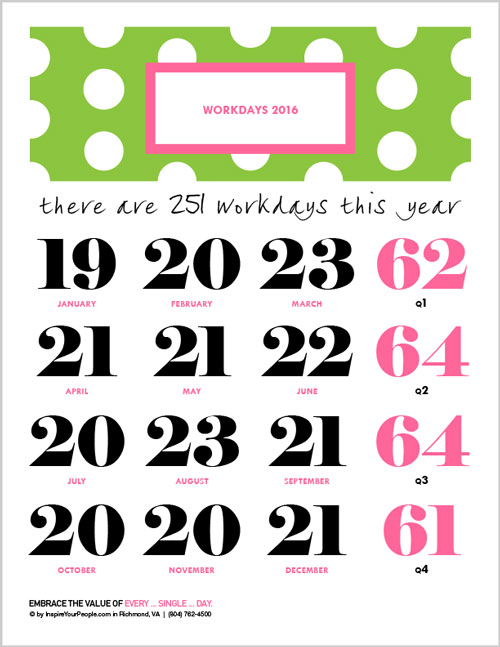 WORKDAYS 2016
there are 251 workdays this year
19 20 23 62
JANUARY FEBRUARY MARCH Q1
21 21 22 64
APRIL MAY JUNE Q2
20 23 21 64
JULY AUGUST SEPTEMBER Q3
20 20 21 61
OCTOBER NOVEMBER DECEMBER Q4
EMBRACE THE VALUE OF EVERY ... SINGLE ... DAY.
© by InspireYourPeople.com in Richmond, VA | (804) 762-4500